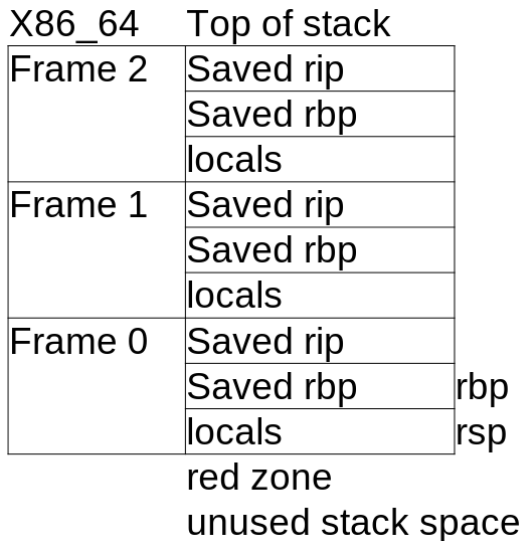 X86_64 Top of stack
Frame 2 Saved rip
Saved rbp
locals
Frame 1 Saved rip
Saved rbp
locals
Frame 0 Saved rip
Saved rbp rbp
locals rsp
red zone
unused stack space